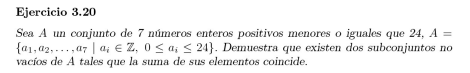 Ejercicio 3.20
Sea A un conjunto de 7 números enteros positivos menores o iguales que 24, A =
{a₁, a₂, . . . , a₇ | aᵢ ∈ ℤ, 0 ≤ aᵢ ≤ 24}. Demuestra que existen dos subconjuntos no
vacíos de A tales que la suma de sus elementos coincide.